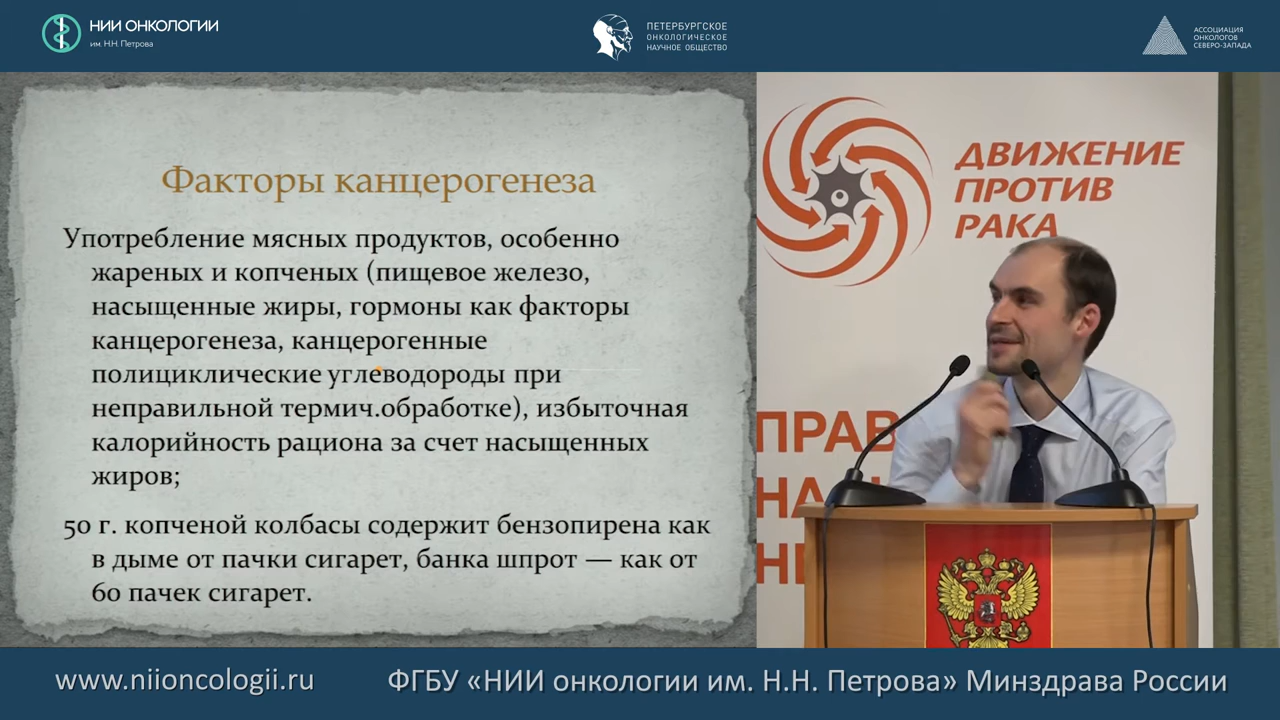 НИИ ОНКОЛОГИИ
им. Н.Н. Петрова
ПЕТЕРБУРГСКОЕ
ОНКОЛОГИЧЕСКОЕ
НАУЧНОЕ ОБЩЕСТВО
АССОЦИАЦИЯ
ОНКОЛОГОВ
СЕВЕРО-ЗАПАДА
Факторы канцерогенеза
Употребление мясных продуктов, особенно
жареных и копченых (пищевое железо,
насыщенные жиры, гормоны как факторы
канцерогенеза, канцерогенные
полициклические углеводороды при
неправильной термич.обработке), избыточная
калорийность рациона за счет насыщенных
жиров;
50 г. копченой колбасы содержит бензопирена как
в дыме от пачки сигарет, банка шпрот — как от
60 пачек сигарет.
ДВИЖЕНИЕ
ПРОТИВ
РАКА
ПРАВ
НА
www.niioncologii.ru
ФГБУ «НИИ онкологии им. Н.Н. Петрова» Минздрава России